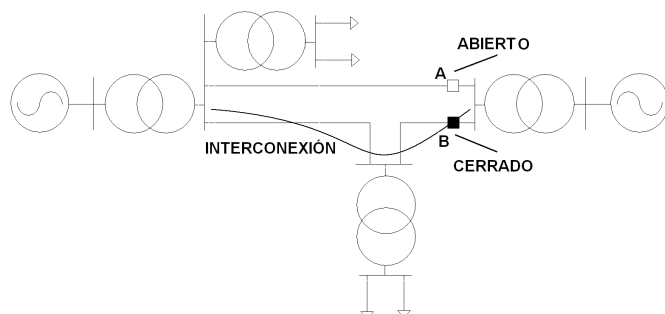 ABIERTO
A
INTERCONEXIÓN
B
CERRADO